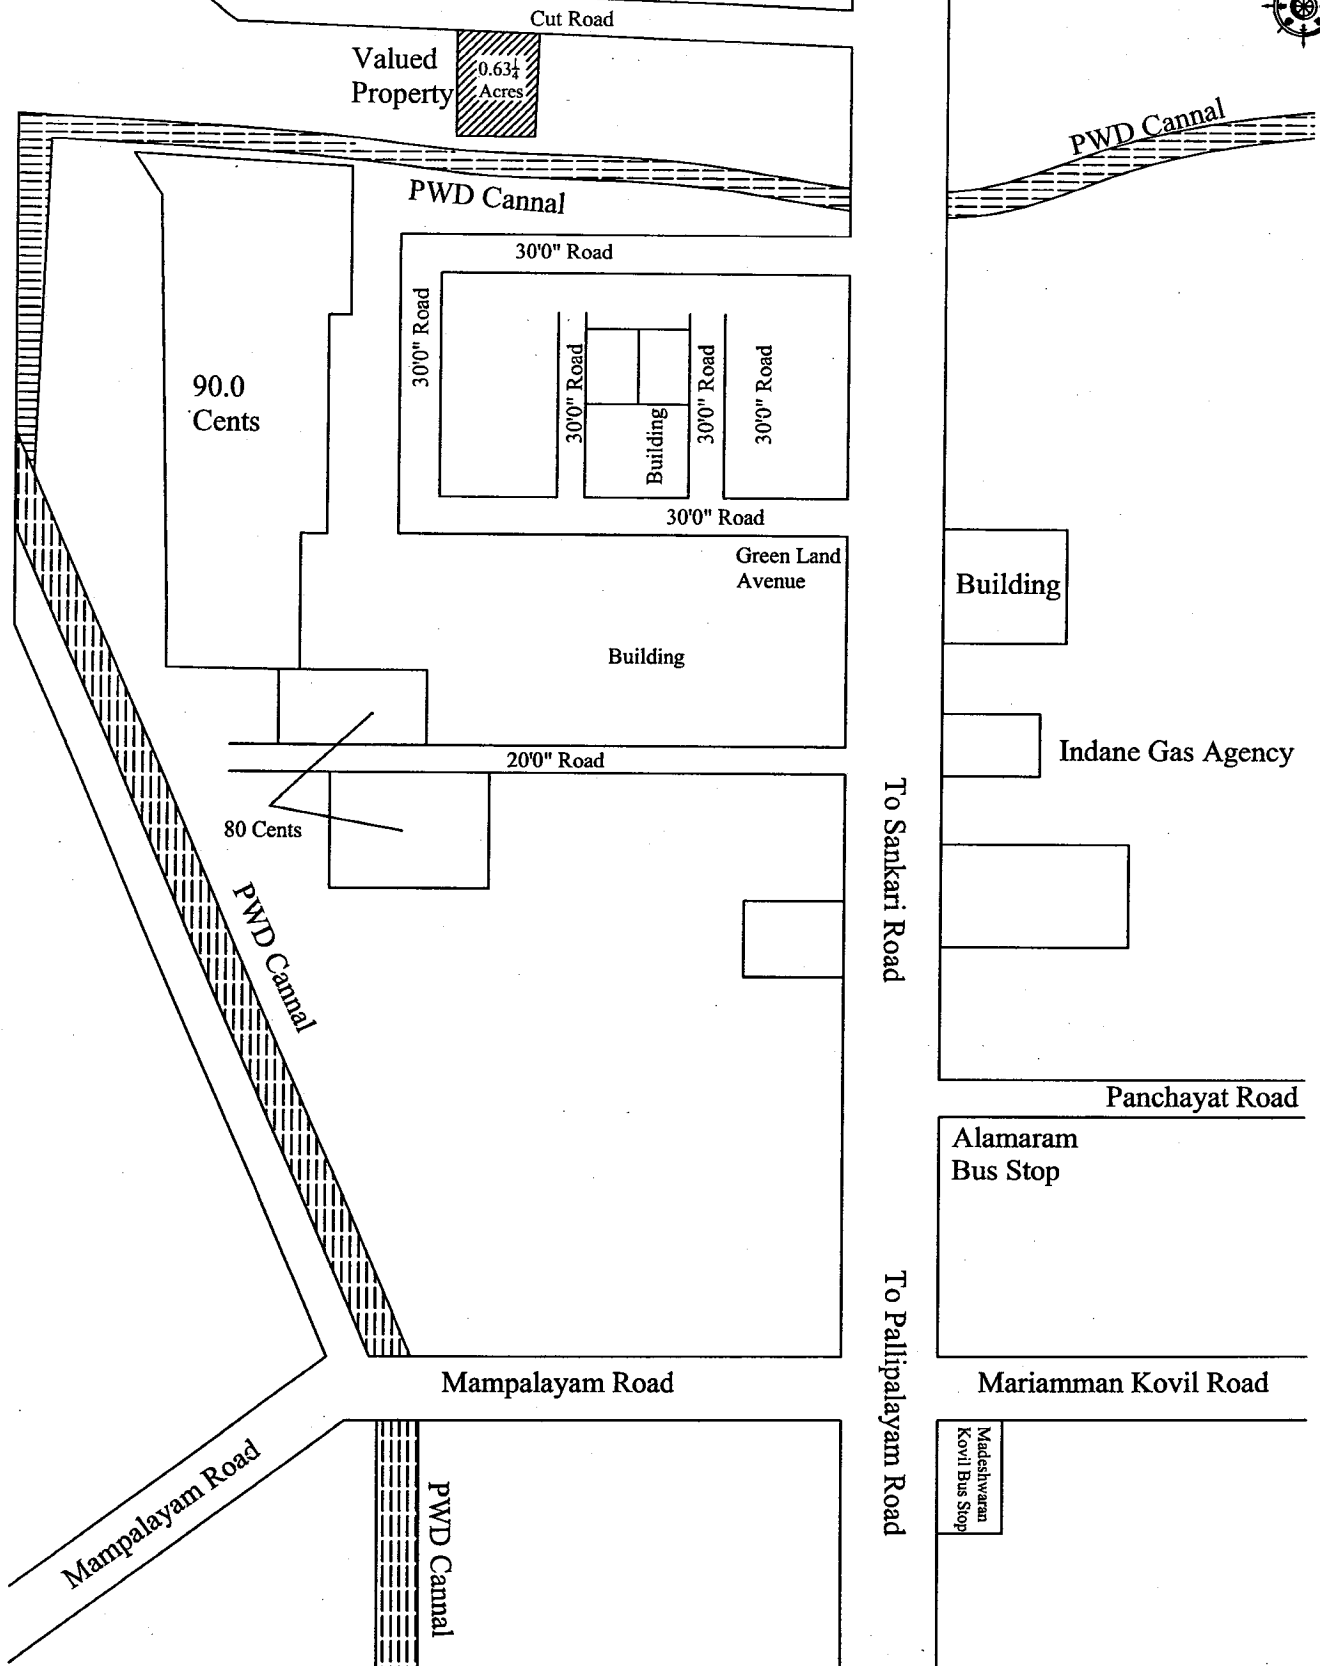 Cut Road
Valued
Property
0.63¼
Acres
PWD Cannal
PWD Cannal
30'0" Road
30'0" Road
30'0" Road
30'0" Road
30'0" Road
Building
90.0
Cents
30'0" Road
Green Land
Avenue
Building
Building
20'0" Road
Indane Gas Agency
80 Cents
To Sankari Road
PWD Cannal
Panchayat Road
Alamaram
Bus Stop
To Pallipalayam Road
Mampalayam Road
Mariamman Kovil Road
Madeshwaran
Kovil Bus Stop
Mampalayam Road
PWD Cannal